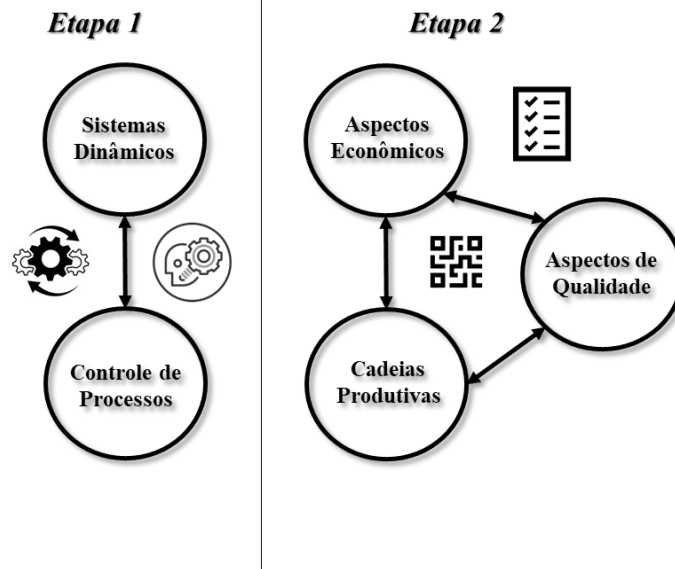 Etapa 1
Sistemas
Dinâmicos
Controle de
Processos
Etapa 2
Aspectos
Econômicos
Aspectos de
Qualidade
Cadeias
Produtivas